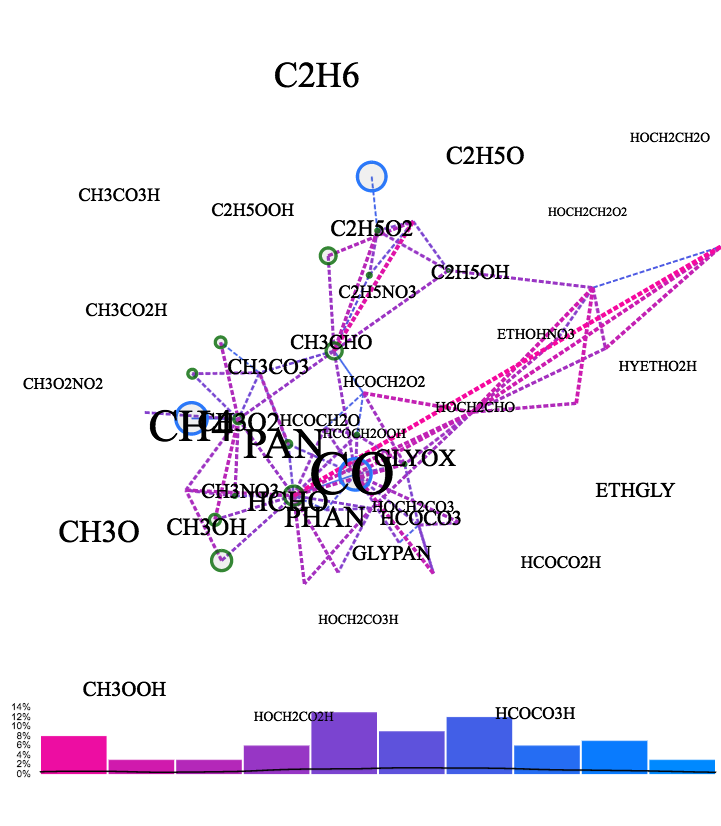 C2H6
HOCH2CH2O
C2H5O
CH3CO3H
C2H5OOH
HOCH2CH2O2
C2H5O2
C2H5OH
C2H5NO3
CH3CO2H
ETHOHNO3
CH3CHO
CH3CO3
HYETHO2H
HCOCH2O2
CH3O2NO2
HOCH2CHO
HCOCH2O
CH4
CH3O2
HCOCH2OOH
PAN
GLYOX
CO
CH3NO3
ETHGLY
HCHO
HOCH2CO3
PHAN
HCOCO3
CH3OH
CH3O
GLYPAN
HCOCO2H
HOCH2CO3H
CH3OOH
HOCH2CO2H
HCOCO3H
14%
12%
10%
8%
6%
4%
2%
0%